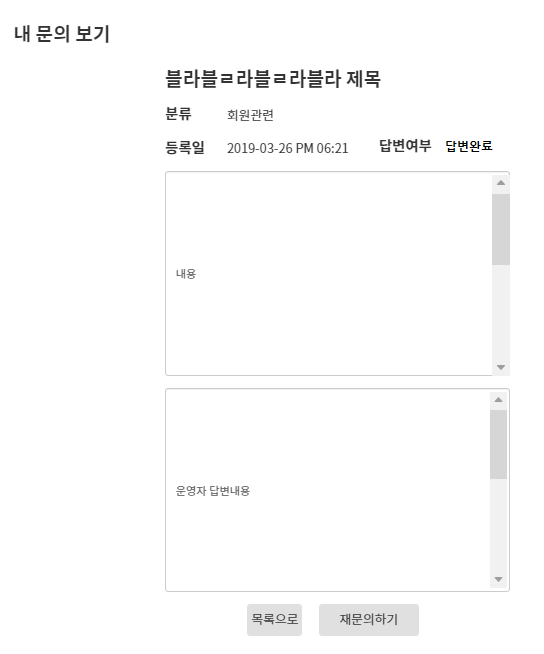 내 문의 보기
블라블ㄹ라블ㄹ라블라 제목
분류 회원관련
등록일 2019-03-26 PM 06:21 답변여부 답변완료
내용
운영자 답변내용
목록으로 재문의하기